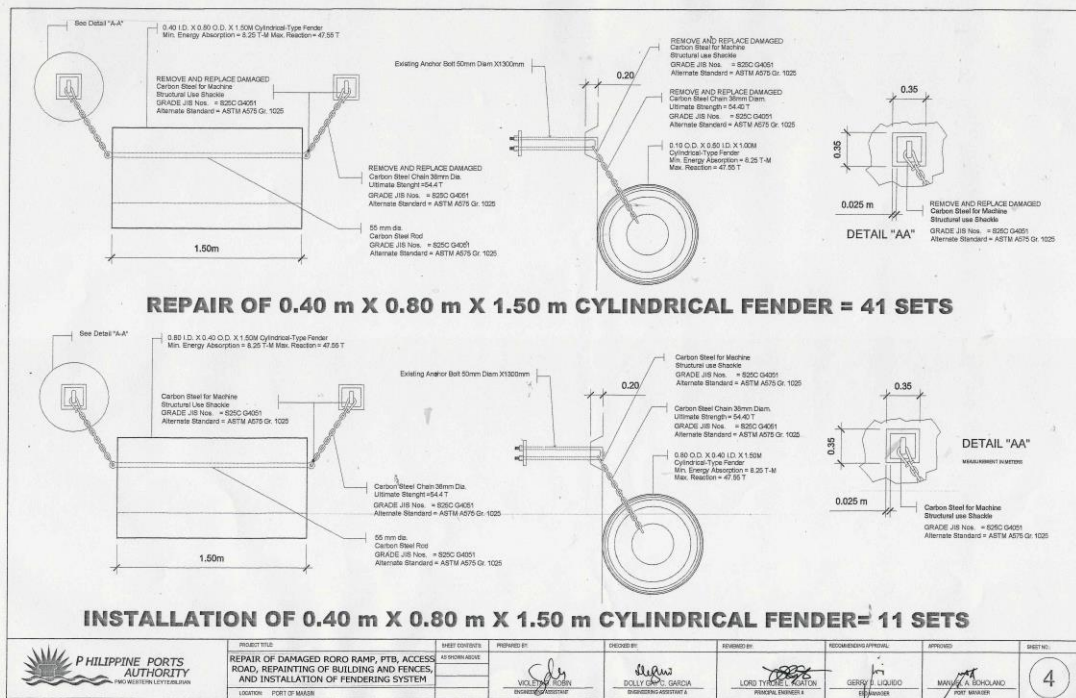 See Detail "A-A"
0.40 I.D. X 0.80 O.D. X 1.50M Cylindrical-Type Fender
Min. Energy Absorption = 8.25 T-M Max. Reaction = 47.55 T
REMOVE AND REPLACE DAMAGED
Carbon Steel for Machine
Structural Use Shackle
GRADE JIS Nos. = S25C G4051
Alternate Standard = ASTM A575 Gr. 1025
REMOVE AND REPLACE DAMAGED
Carbon Steel Chain 36mm Dia.
Ultimate Strenght =54.4 T
GRADE JIS Nos. = S25C G4051
Alternate Standard = ASTM A575 Gr. 1025
55 mm dia.
Carbon Steel Rod
GRADE JIS Nos. = S25C G4051
Alternate Standard = ASTM A575 Gr. 1025
1.50m
Existing Anchor Bolt 50mm Diam X1300mm
0.20
REMOVE AND REPLACE DAMAGED
Carbon Steel for Machine
Structural use Shackle
GRADE JIS Nos. = S25C G4051
Alternate Standard = ASTM A575 Gr. 1025
REMOVE AND REPLACE DAMAGED
Carbon Steel Chain 36mm Diam.
Ultimate Strength = 54.40 T
GRADE JIS Nos. = S25C G4051
Alternate Standard = ASTM A575 Gr. 1025
Cylindrical-Type Fender
Min. Energy Absorption = 8.25 T-M
Max. Reaction = 47.55 T
0.35
0.35
0.025 m
DETAIL "AA"
REMOVE AND REPLACE DAMAGED
Carbon Steel for Machine
Structural use Shackle
GRADE JIS Nos. = S25C G4051
Alternate Standard = ASTM A575 Gr. 1025
REPAIR OF 0.40 m X 0.80 m X 1.50 m CYLINDRICAL FENDER = 41 SETS
See Detail "A-A"
0.80 I.D. X 0.40 O.D. X 1.50M Cylindrical-Type Fender
Min. Energy Absorption = 8.25 T-M Max. Reaction = 47.55 T
Carbon Steel for Machine
Structural Use Shackle
GRADE JIS Nos. = S25C G4051
Alternate Standard = ASTM A575 Gr. 1025
Carbon Steel Chain 36mm Dia.
Ultimate Strenght =54.4 T
GRADE JIS Nos. = S25C G4051
Alternate Standard = ASTM A575 Gr. 1025
55 mm dia.
Carbon Steel Rod
GRADE JIS Nos. = S25C G4051
Alternate Standard = ASTM A575 Gr. 1025
1.50m
Existing Anchor Bolt 50mm Diam X1300mm
0.20
Carbon Steel for Machine
Structural use Shackle
GRADE JIS Nos. = S25C G4051
Alternate Standard = ASTM A575 Gr. 1025
Carbon Steel Chain 36mm Diam.
Ultimate Strength = 54.40 T
GRADE JIS Nos. = S25C G4051
Alternate Standard = ASTM A575 Gr. 1025
0.80 O.D. X 0.40 I.D. X 1.50M
Cylindrical-Type Fender
Min. Energy Absorption = 8.25 T-M
Max. Reaction = 47.55 T
0.35
0.35
0.025 m
DETAIL "AA"
MEASUREMENT IN METERS
Carbon Steel for Machine
Structural use Shackle
GRADE JIS Nos. = S25C G4051
Alternate Standard = ASTM A575 Gr. 1025
INSTALLATION OF 0.40 m X 0.80 m X 1.50 m CYLINDRICAL FENDER= 11 SETS
PHILIPPINE PORTS
AUTHORITY
PMO WESTERN LEYTE/BILIRAN
PROJECT TITLE:
REPAIR OF DAMAGED RORO RAMP, PTB, ACCESS
ROAD, REPAINTING OF BUILDING AND FENCES,
AND INSTALLATION OF FENDERING SYSTEM
LOCATION: PORT OF MAASIN
SHEET CONTENTS:
AS SHOWN ABOVE
PREPARED BY:
ENGINEERING ASSISTANT
CHECKED BY:
DOLLY C. GARCIA
ENGINEERING ASSISTANT A
REVIEWED BY:
PRINCIPAL ENGINEER A
RECOMMENDING APPROVAL:
LIQUIDO
APPROVED:
BOHOLANO
PORT MANAGER
SHEET NO.:
4